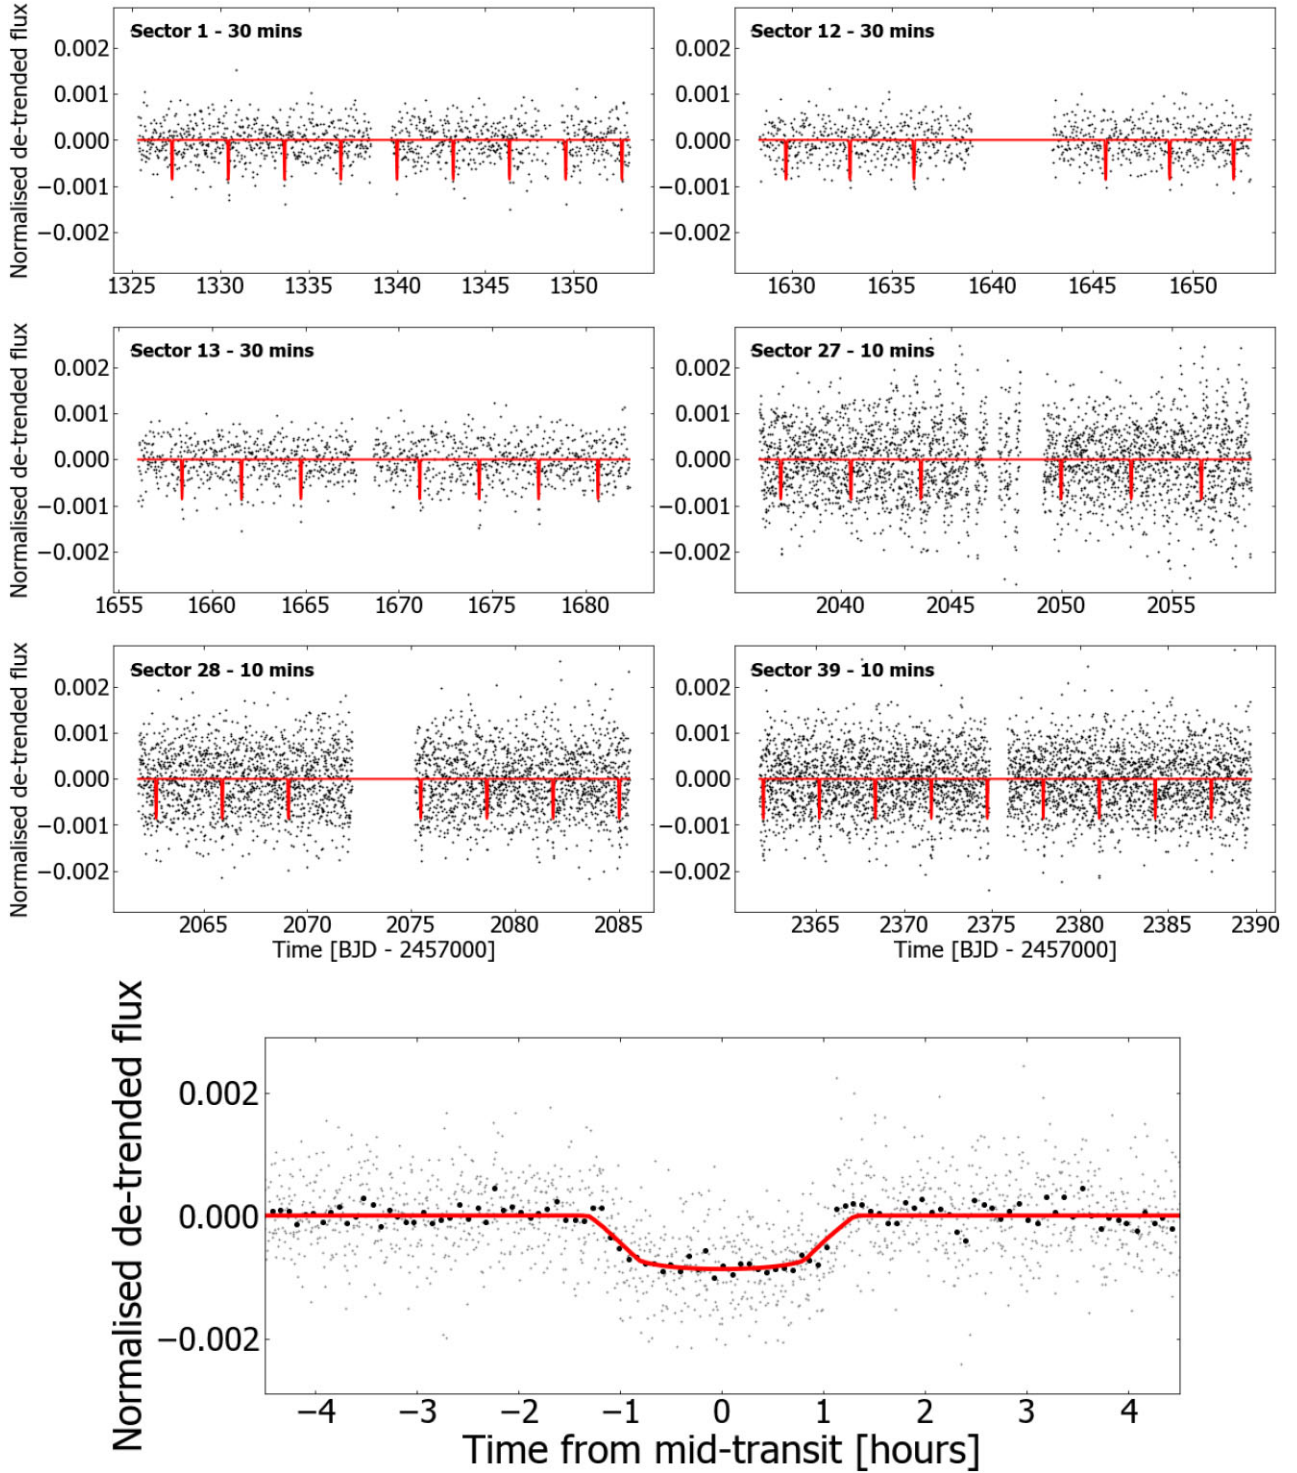 Normalised de-trended flux
Sector 1 - 30 mins
0.002
0.001
0.000
−0.001
−0.002
1325 1330 1335 1340 1345 1350
Sector 12 - 30 mins
0.002
0.001
0.000
−0.001
−0.002
1630 1635 1640 1645 1650
Normalised de-trended flux
Sector 13 - 30 mins
0.002
0.001
0.000
−0.001
−0.002
1655 1660 1665 1670 1675 1680
Sector 27 - 10 mins
0.002
0.001
0.000
−0.001
−0.002
2040 2045 2050 2055
Normalised de-trended flux
Sector 28 - 10 mins
0.002
0.001
0.000
−0.001
−0.002
2065 2070 2075 2080 2085
Time [BJD - 2457000]
Sector 39 - 10 mins
0.002
0.001
0.000
−0.001
−0.002
2365 2370 2375 2380 2385 2390
Time [BJD - 2457000]
Normalised de-trended flux
0.002
0.000
−0.002
−4 −3 −2 −1 0 1 2 3 4
Time from mid-transit [hours]